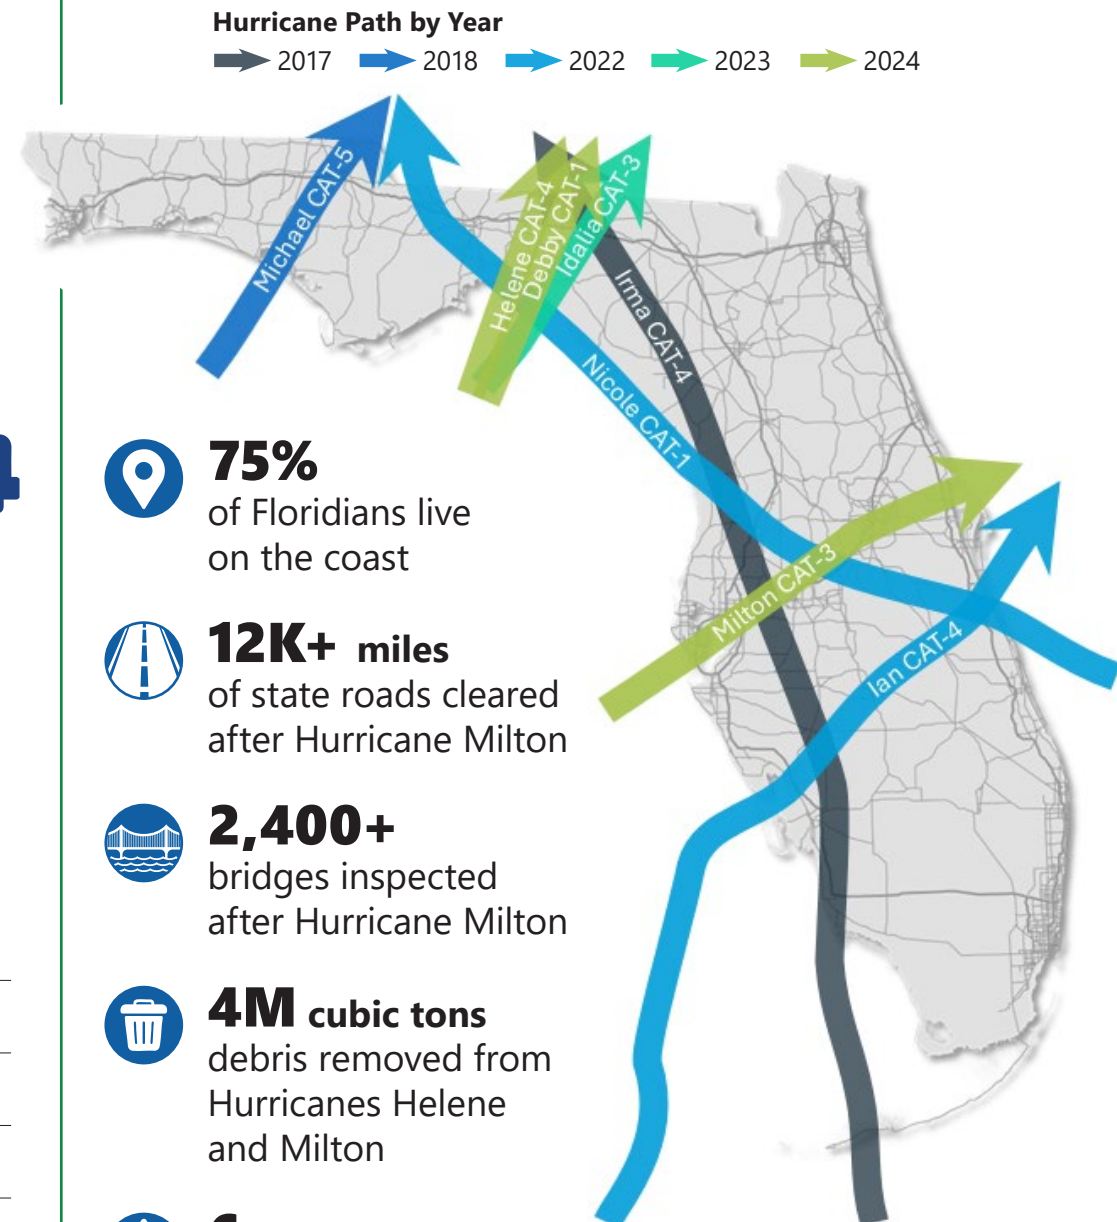 Hurricane Path by Year
2017 2018 2022 2023 2024
Michael CAT-5
Helene CAT-4
Debby CAT-1
Idalia CAT-3
Irma CAT-4
Nicole CAT-1
Milton CAT-3
Ian CAT-4
4
75%
of Floridians live
on the coast
12K+ miles
of state roads cleared
after Hurricane Milton
2,400+
bridges inspected
after Hurricane Milton
4M cubic tons
debris removed from
Hurricanes Helene
and Milton